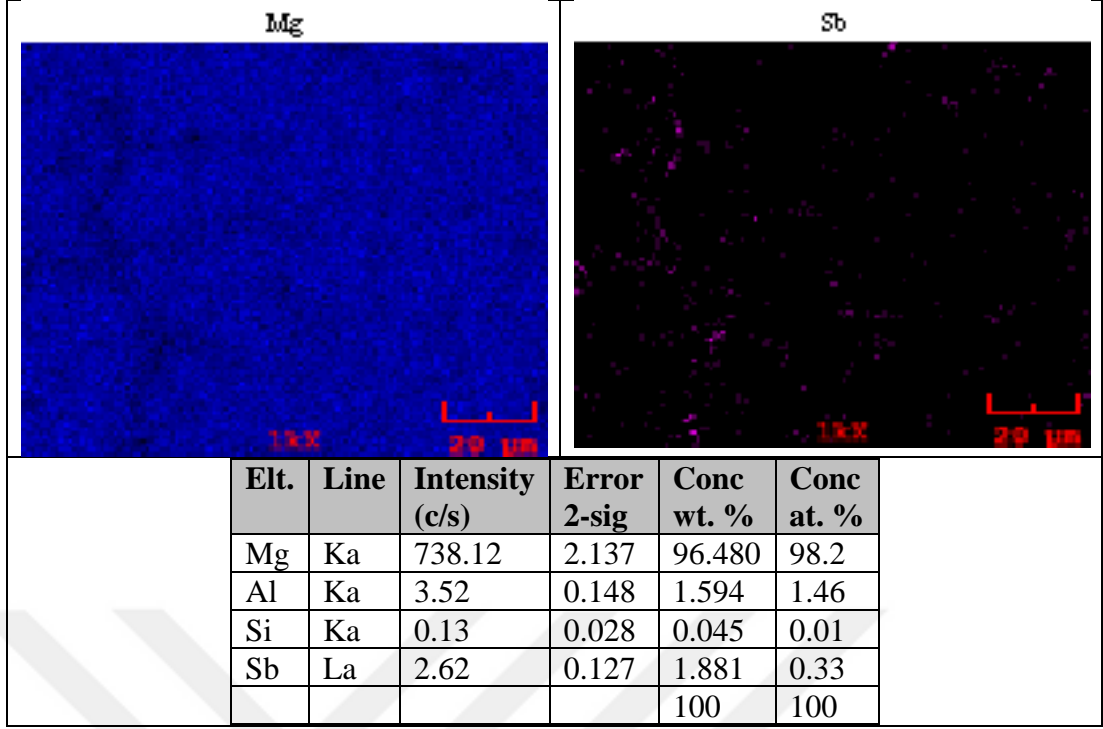 Mg
Sb
13kX
20 µm
13kX
20 µm
Elt. Line Intensity (c/s) Error 2-sig Conc wt. % Conc at. %
Mg Ka 738.12 2.137 96.480 98.2
Al Ka 3.52 0.148 1.594 1.46
Si Ka 0.13 0.028 0.045 0.01
Sb La 2.62 0.127 1.881 0.33
100 100